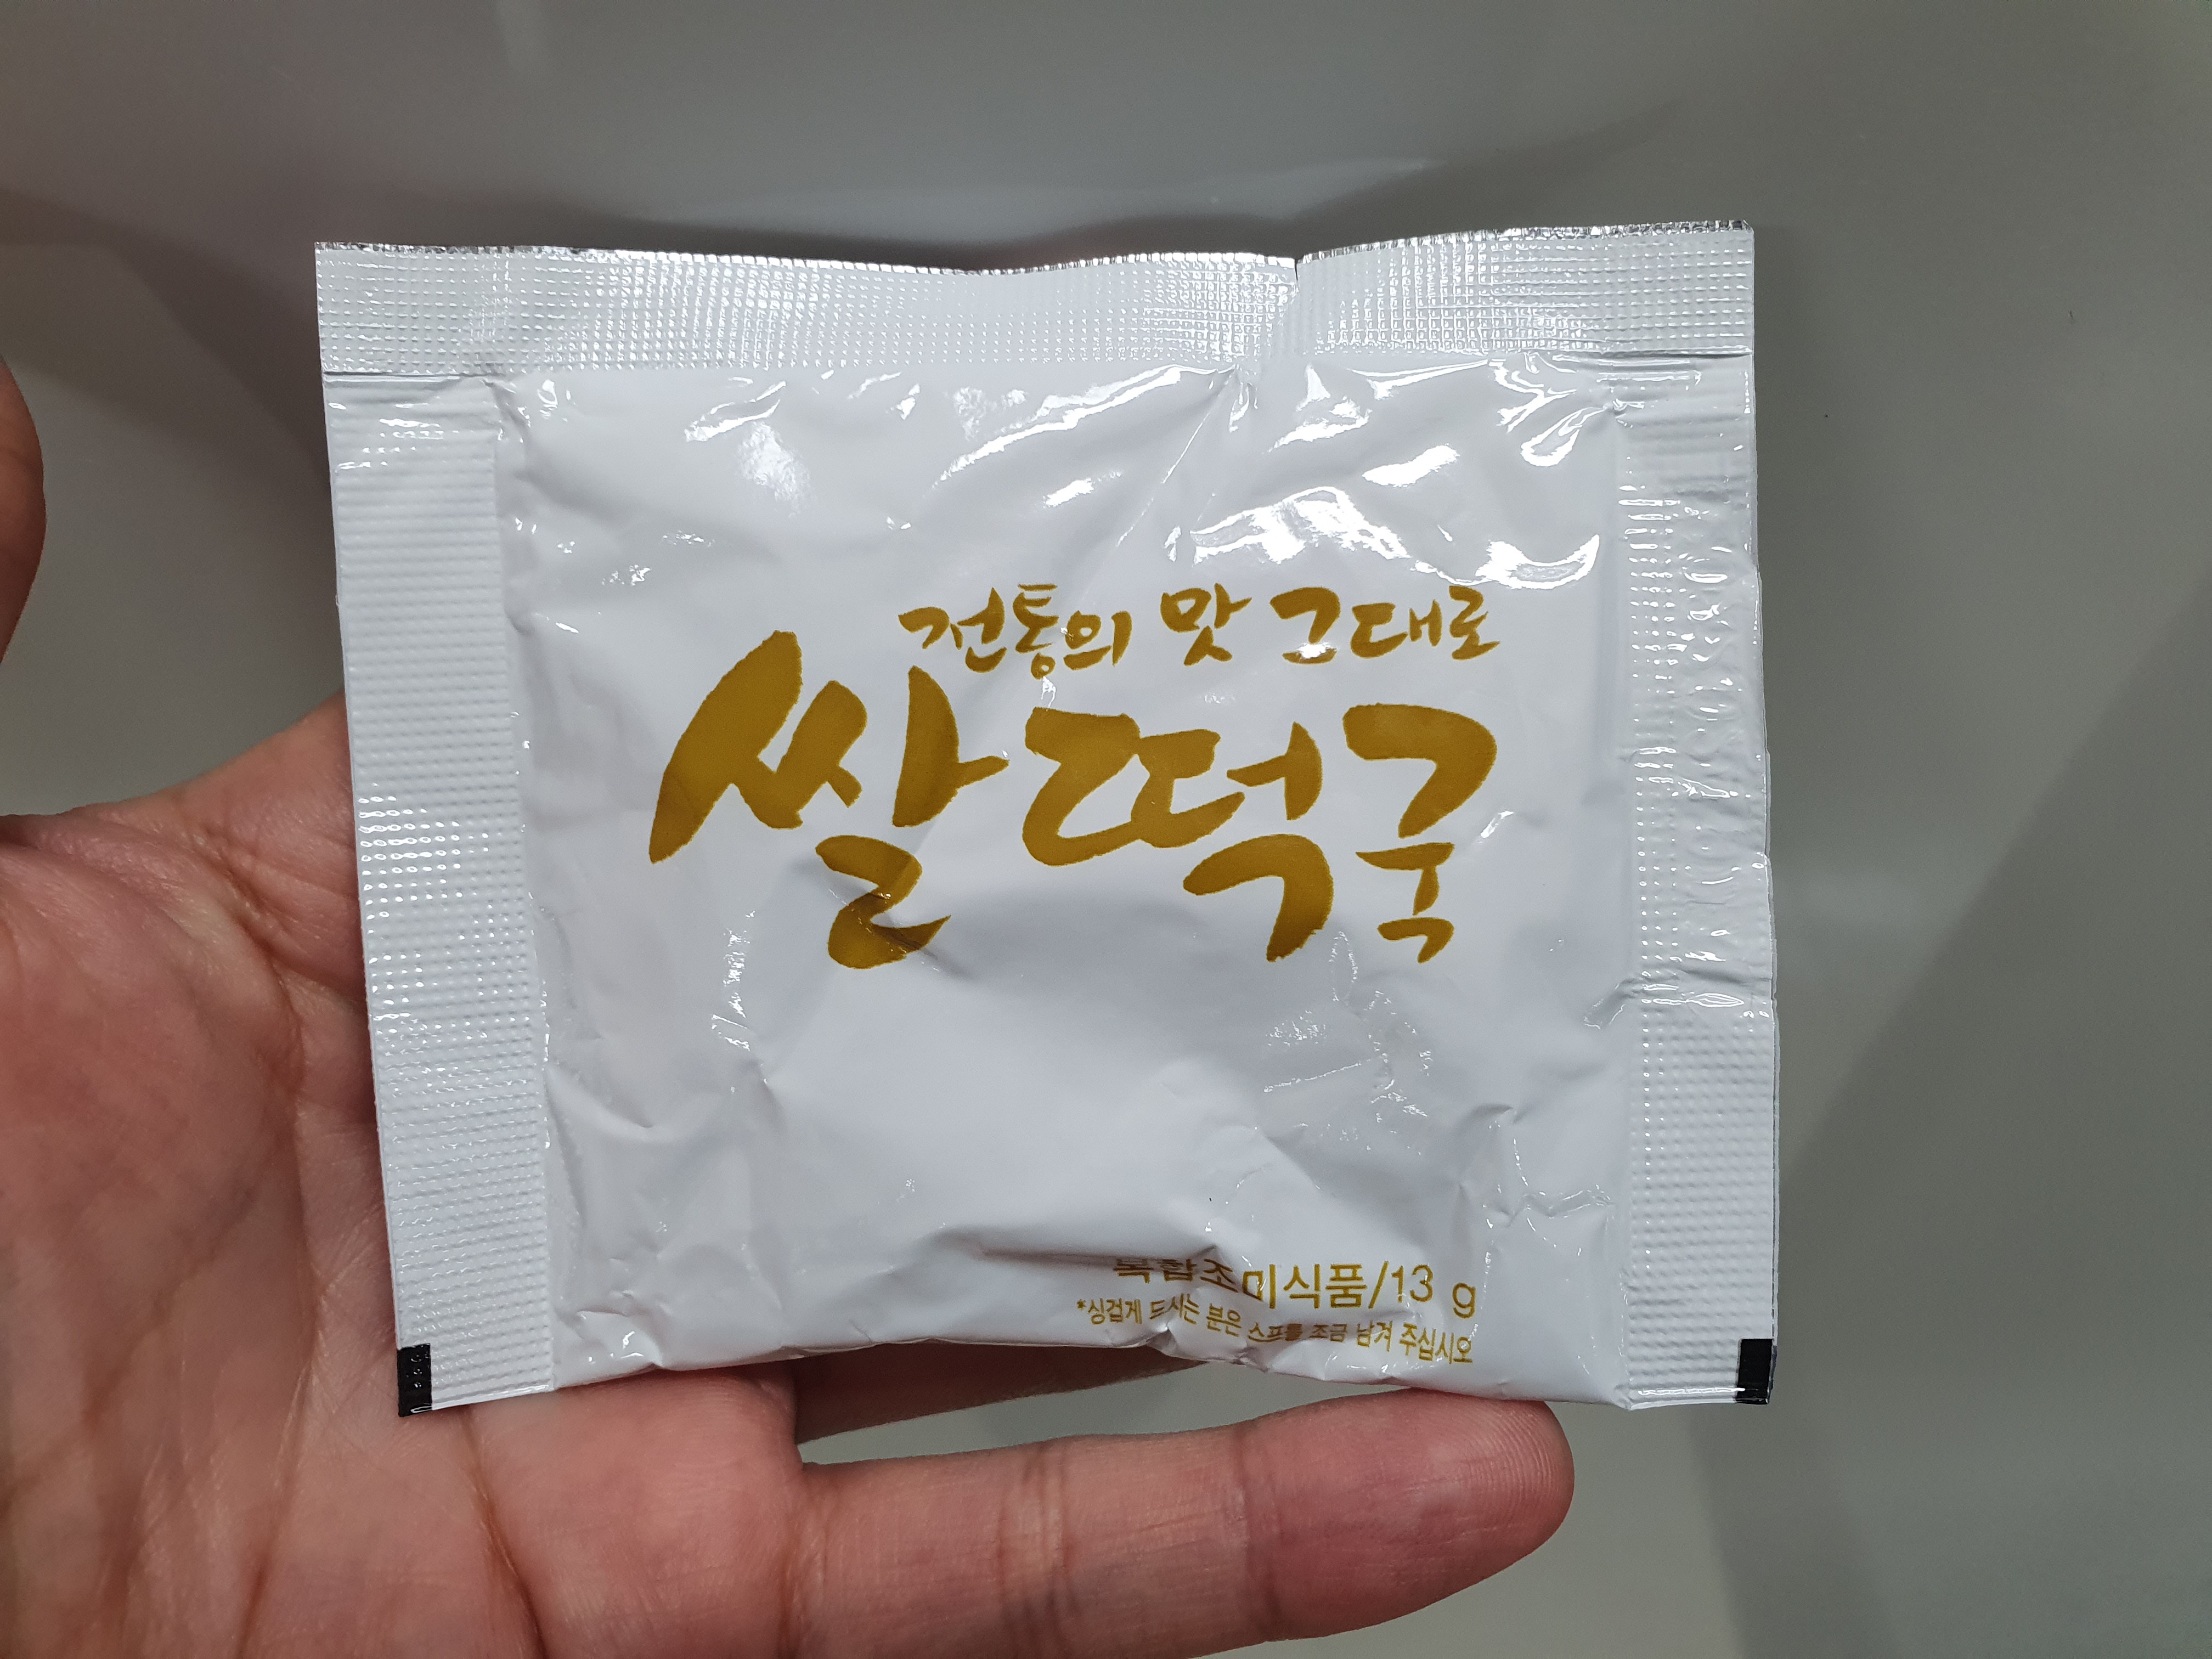 전통의 맛 그대로
쌀떡국
복합조미식품/13 g
*싱겁게 드시는 분은 스프를 조금 남겨 주십시오